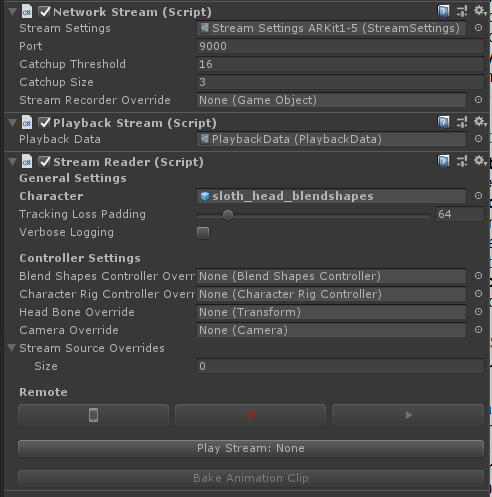 Network Stream (Script)
Stream Settings Stream Settings ARKit1-5 (StreamSettings)
Port 9000
Catchup Threshold 16
Catchup Size 3
Stream Recorder Override None (Game Object)
Playback Stream (Script)
Playback Data PlaybackData (PlaybackData)
Stream Reader (Script)
General Settings
Character sloth_head_blendshapes
Tracking Loss Padding 64
Verbose Logging
Controller Settings
Blend Shapes Controller Overr None (Blend Shapes Controller)
Character Rig Controller Overr None (Character Rig Controller)
Head Bone Override None (Transform)
Camera Override None (Camera)
Stream Source Overrides
Size 0
Remote
Play Stream: None
Bake Animation Clip